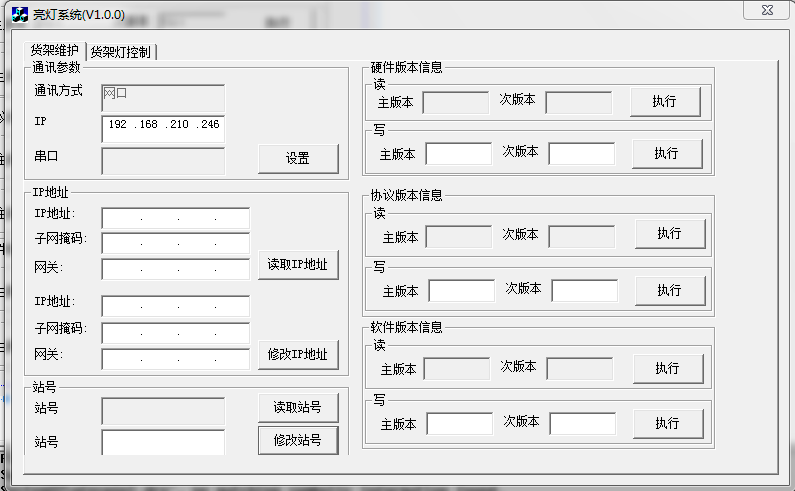 亮灯系统(V1.0.0)
货架维护
货架灯控制
通讯参数
通讯方式
网口
IP
192 .168 .210 .246
串口
设置
IP地址
IP地址:
. . .
子网掩码:
. . .
网关:
. . .
读取IP地址
IP地址:
. . .
子网掩码:
. . .
网关:
. . .
修改IP地址
站号
站号
读取站号
站号
修改站号
硬件版本信息
读
主版本
次版本
执行
写
主版本
次版本
执行
协议版本信息
读
主版本
次版本
执行
写
主版本
次版本
执行
软件版本信息
读
主版本
次版本
执行
写
主版本
次版本
执行